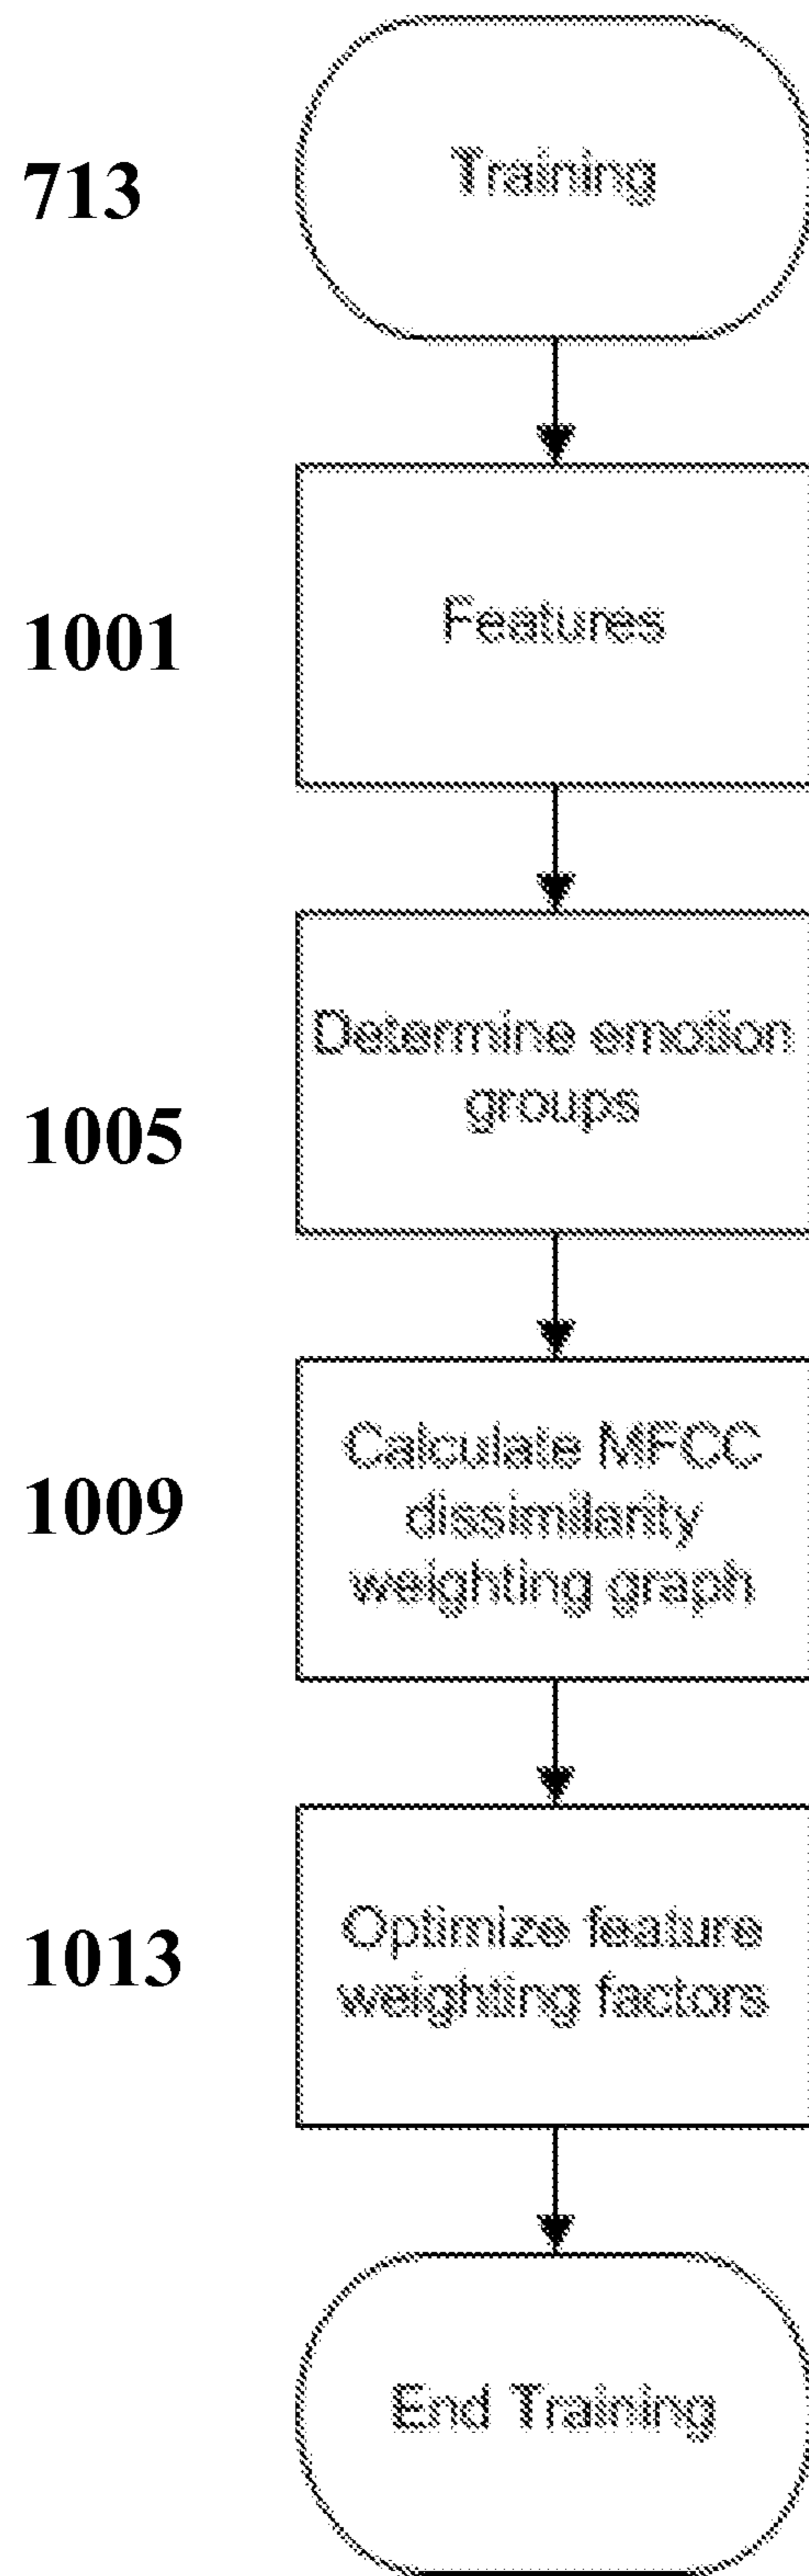 713
Training
1001
Features
1005
Determine emotion
groups
1009
Calculate MFCC
dissimilarity
weighting graph
1013
Optimize feature
weighting factors
End Training